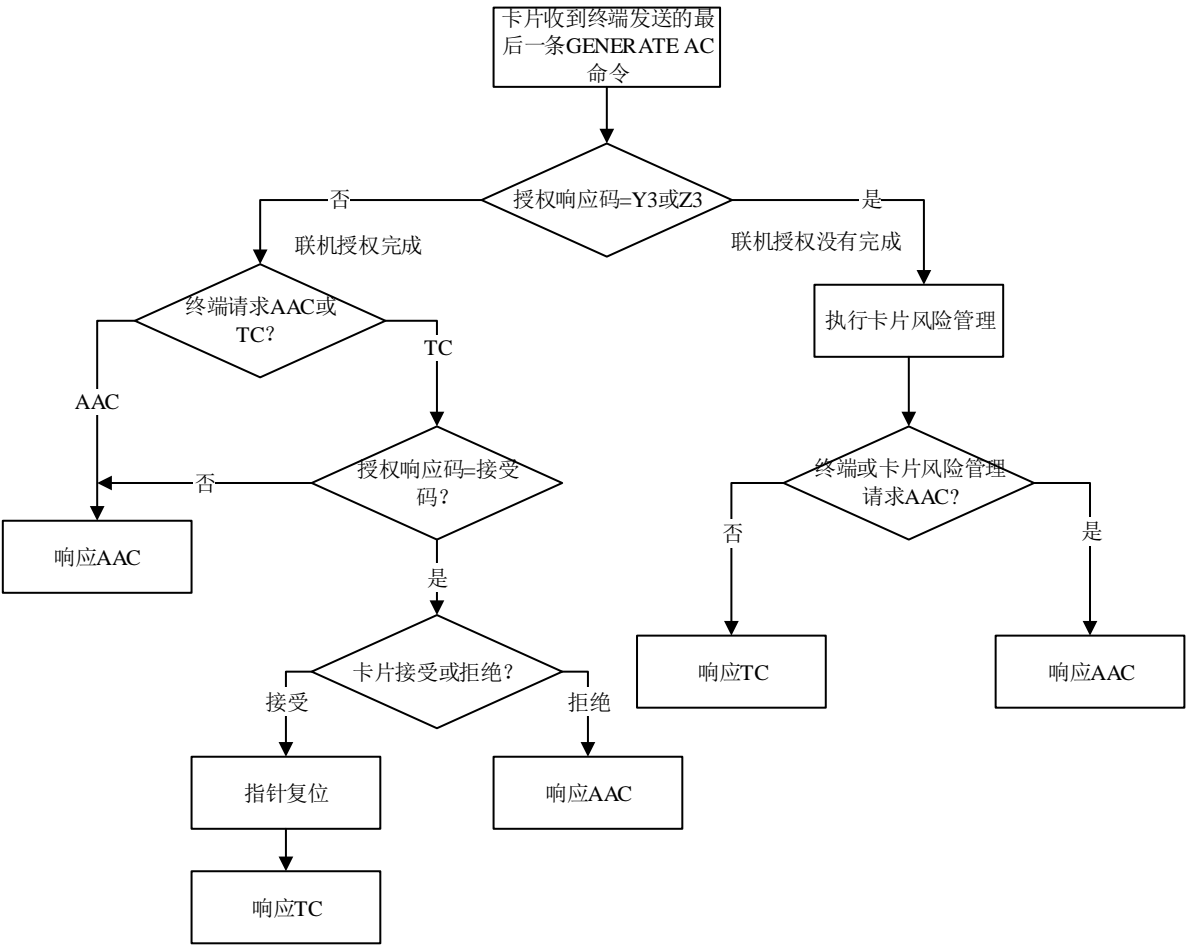 卡片收到终端发送的最
后一条GENERATE AC
命令
授权响应码=Y3或Z3
否
是
联机授权完成
联机授权没有完成
终端请求AAC或
TC?
执行卡片风险管理
TC
AAC
授权响应码=接受
码?
终端或卡片风险管理
请求AAC?
否
否
是
响应AAC
是
卡片接受或拒绝?
响应TC
响应AAC
接受
拒绝
指针复位
响应AAC
响应TC